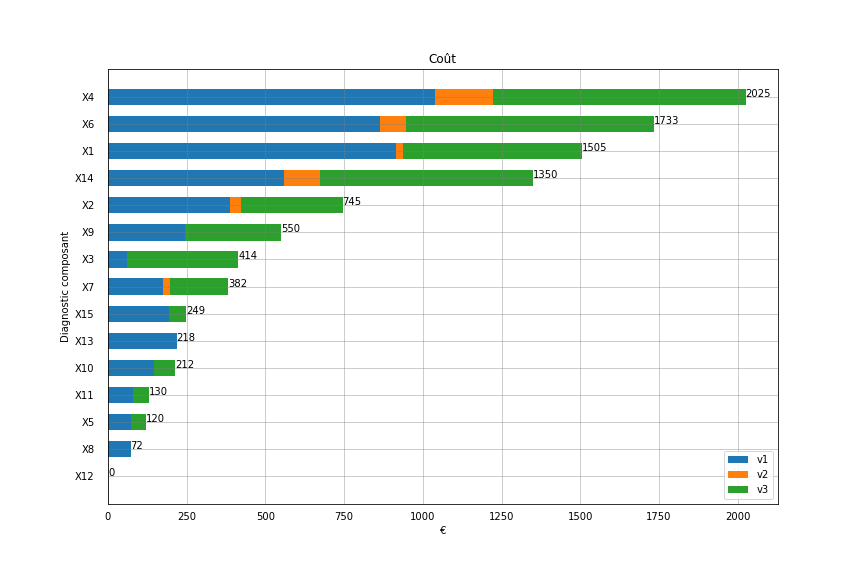 Coût
X4
2025
X6
1733
X1
1505
X14
1350
X2
745
X9
550
X3
414
X7
382
X15
249
X13
218
X10
212
X11
130
X5
120
X8
72
X12
0
Diagnostic composant
v1
v2
v3
0 250 500 750 1000 1250 1500 1750 2000
€